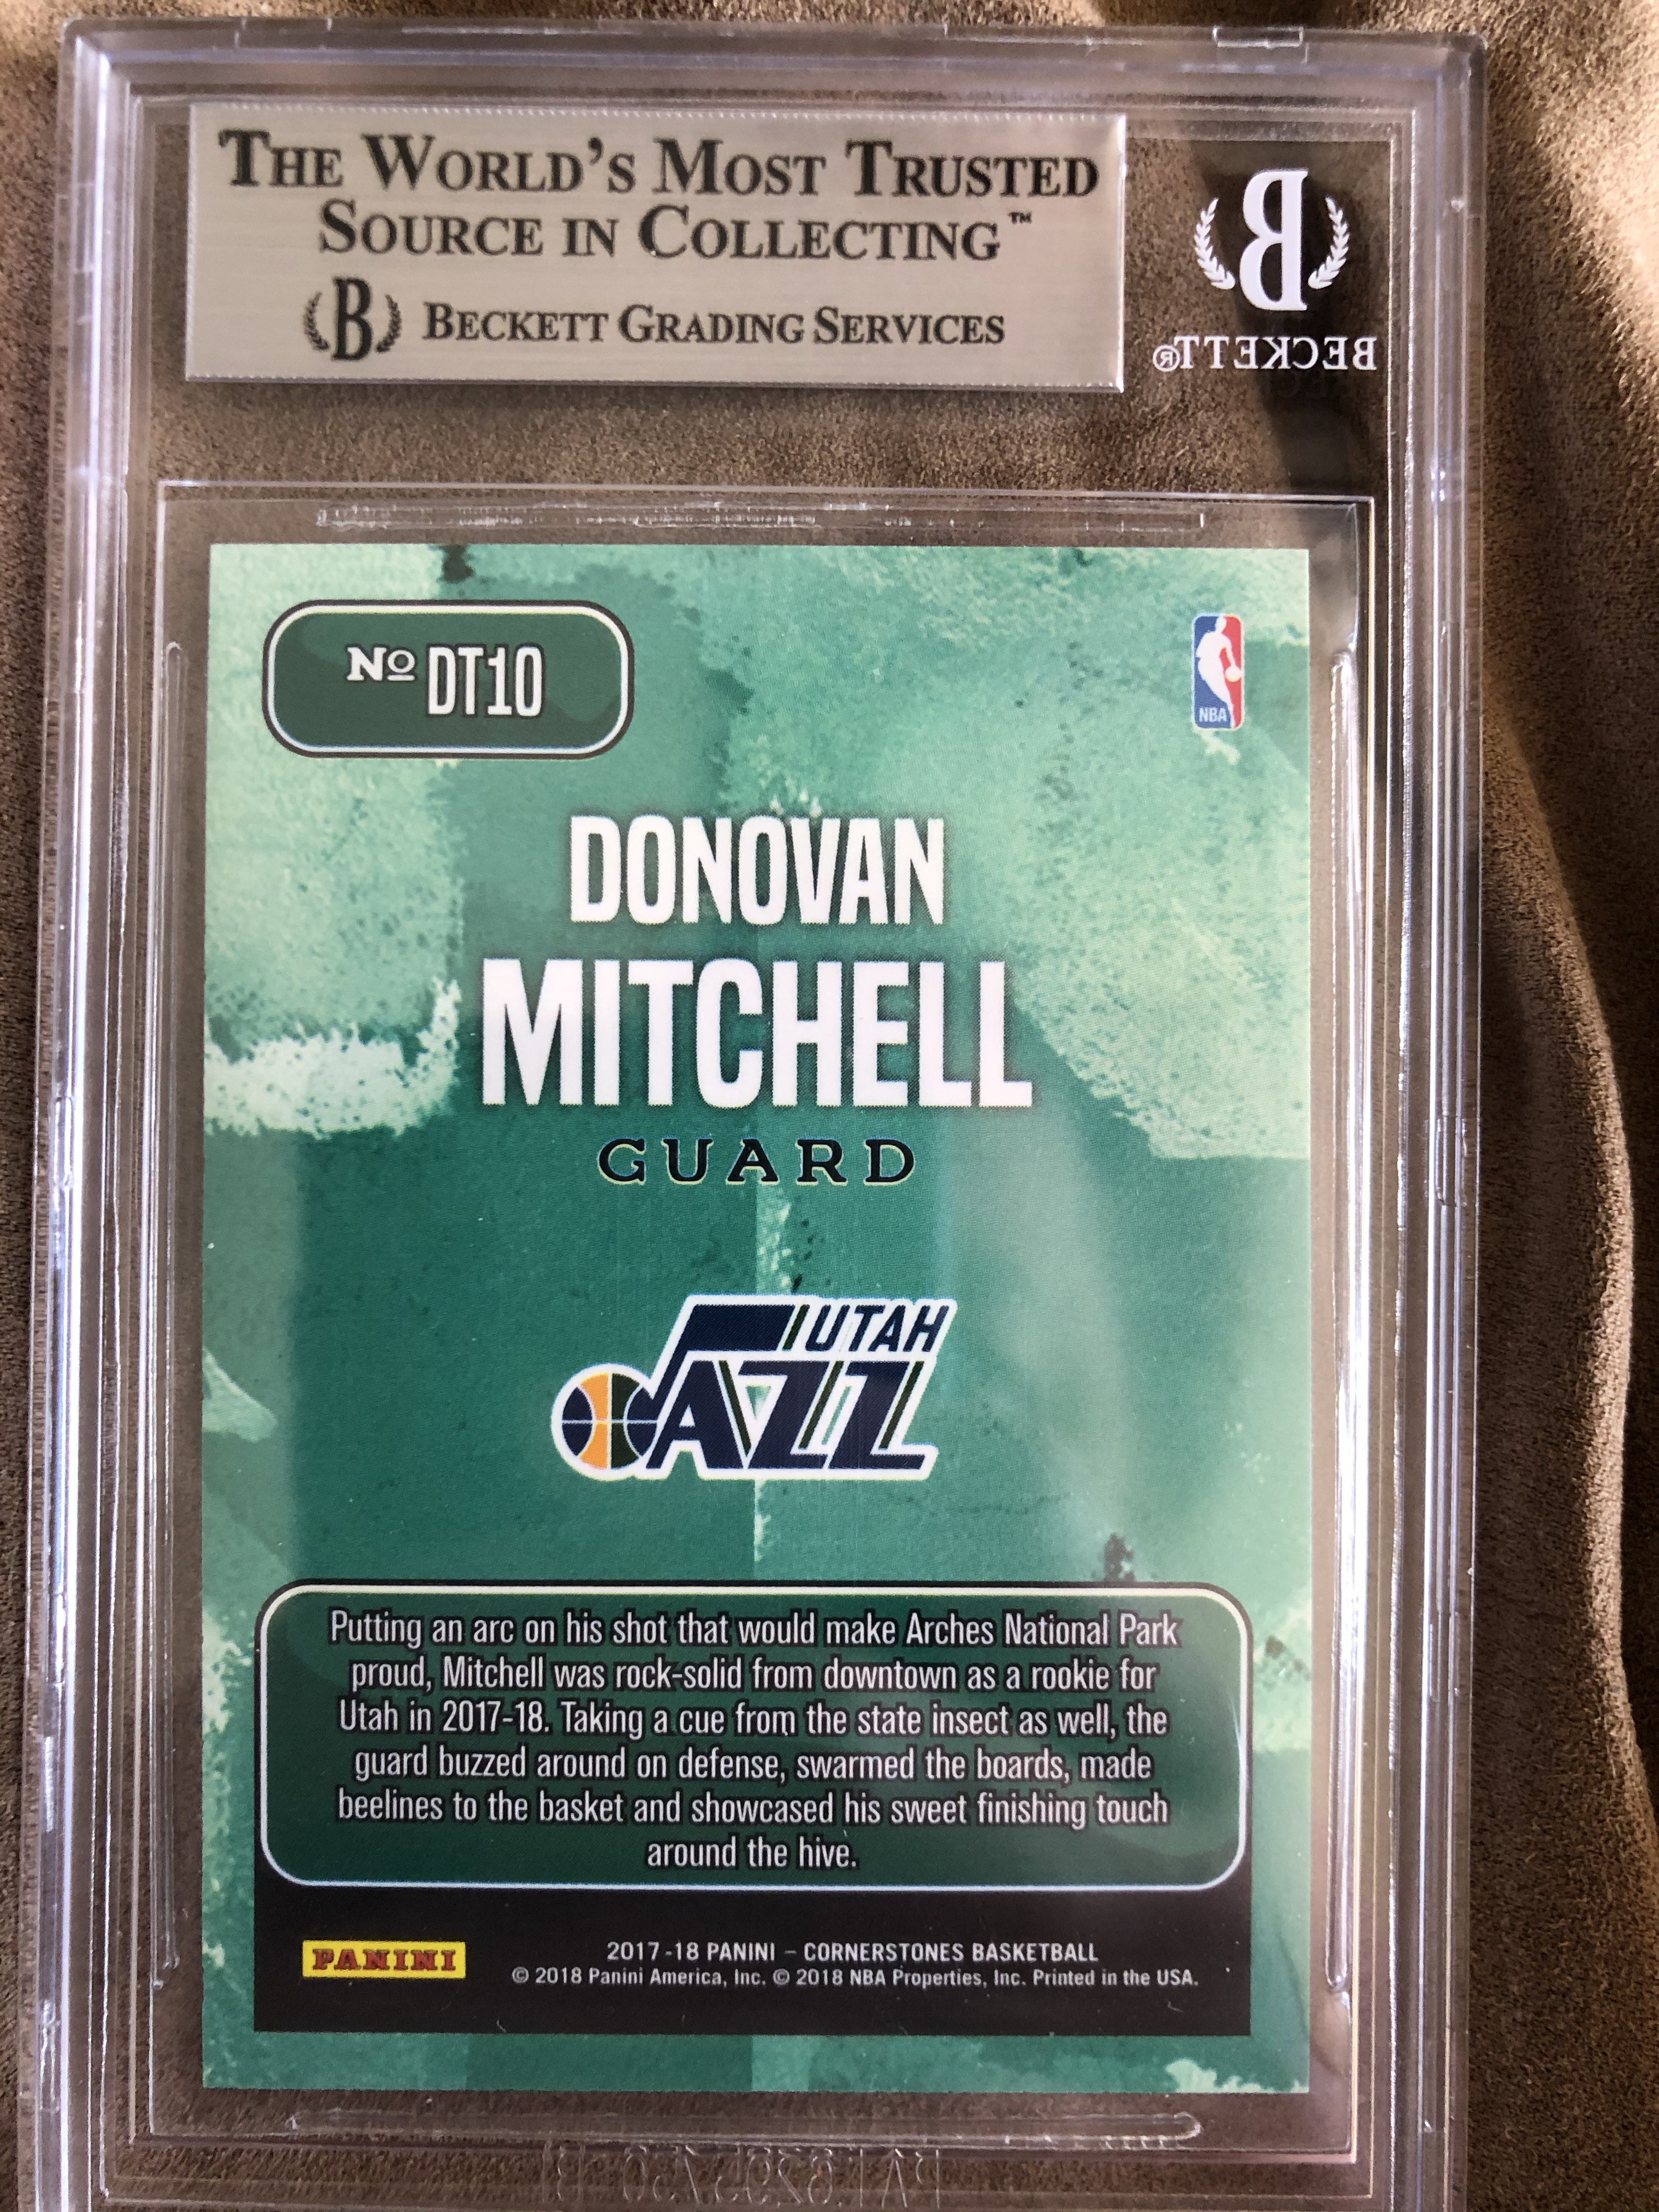 THE WORLD'S MOST TRUSTED
SOURCE IN COLLECTING™
B BECKETT GRADING SERVICES
B
BECKETT®
Nº DT10
NBA
DONOVAN
MITCHELL
GUARD
UTAH
JAZZ
Putting an arc on his shot that would make Arches National Park
proud, Mitchell was rock-solid from downtown as a rookie for
Utah in 2017-18. Taking a cue from the state insect as well, the
guard buzzed around on defense, swarmed the boards, made
beelines to the basket and showcased his sweet finishing touch
around the hive.
PANINI
2017-18 PANINI – CORNERSTONES BASKETBALL
© 2018 Panini America, Inc. © 2018 NBA Properties, Inc. Printed in the USA.